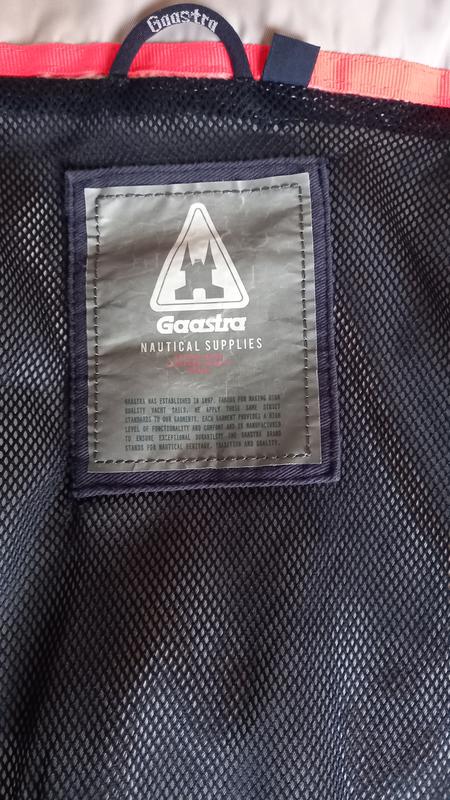 Gaastra
Gaastra
NAUTICAL SUPPLIES
GAASTRA WAS ESTABLISHED IN 1897. FAMOUS FOR MAKING HIGH
QUALITY YACHT SAILS. WE APPLY THESE SAME STRICT
STANDARDS TO OUR GARMENTS. EACH GARMENT PROVIDES A HIGH
LEVEL OF FUNCTIONALITY AND COMFORT AND IS MANUFACTURED
TO ENSURE EXCEPTIONAL DURABILITY. THE GAASTRA BRAND
STANDS FOR NAUTICAL HERITAGE, TRADITION AND QUALITY.